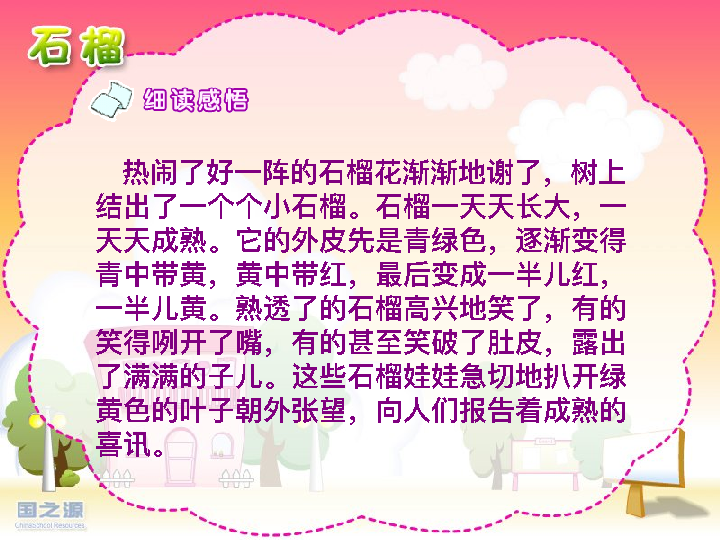 石榴
细读感悟
热闹了好一阵的石榴花渐渐地谢了，树上
结出了一个个小石榴。石榴一天天长大，一
天天成熟。它的外皮先是青绿色，逐渐变得
青中带黄，黄中带红，最后变成一半儿红，
一半儿黄。熟透了的石榴高兴地笑了，有的
笑得咧开了嘴，有的甚至笑破了肚皮，露出
了满满的子儿。这些石榴娃娃急切地扒开绿
黄色的叶子朝外张望，向人们报告着成熟的
喜讯。
国之源
ChinaSchool Resources